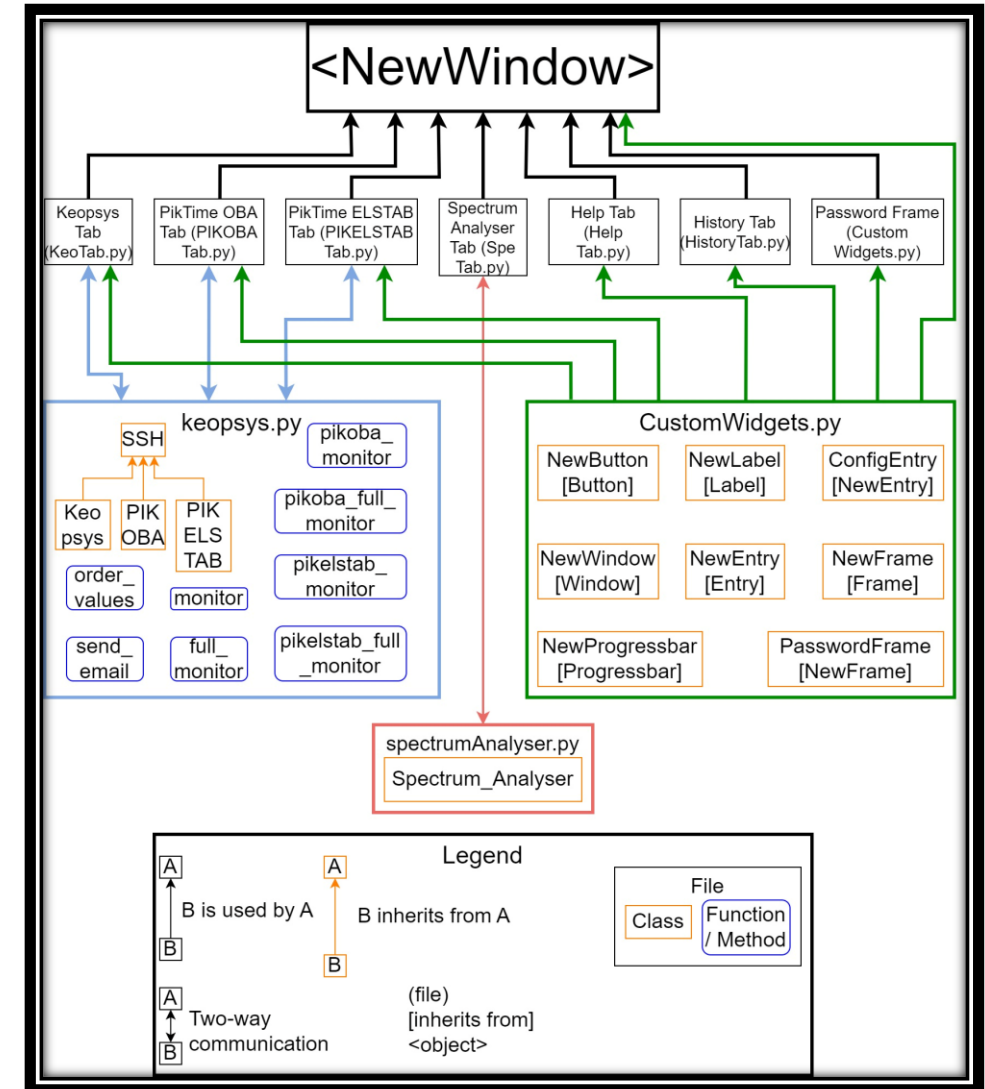 <NewWindow>
Keopsys
Tab
(KeoTab.py)
PikTime OBA
Tab (PIKOBA
Tab.py)
PikTime ELSTAB
Tab (PIKELSTAB
Tab.py)
Spectrum
Analyser
Tab (Spe
Tab.py)
Help Tab
(Help
Tab.py)
History Tab
(HistoryTab.py)
Password Frame
(Custom
Widgets.py)
keopsys.py
SSH
Keo
psys
PIK
OBA
PIK
ELS
TAB
order_
values
monitor
send_
email
full_
monitor
pikoba_
monitor
pikoba_full_
monitor
pikelstab_
monitor
pikelstab_full
_monitor
CustomWidgets.py
NewButton
[Button]
NewLabel
[Label]
ConfigEntry
[NewEntry]
NewWindow
[Window]
NewEntry
[Entry]
NewFrame
[Frame]
NewProgressbar
[Progressbar]
PasswordFrame
[NewFrame]
spectrumAnalyser.py
Spectrum_Analyser
Legend
A
B is used by A
B
A
B inherits from A
B
File
Class
Function
/ Method
A
Two-way
communication
B
(file)
[inherits from]
<object>